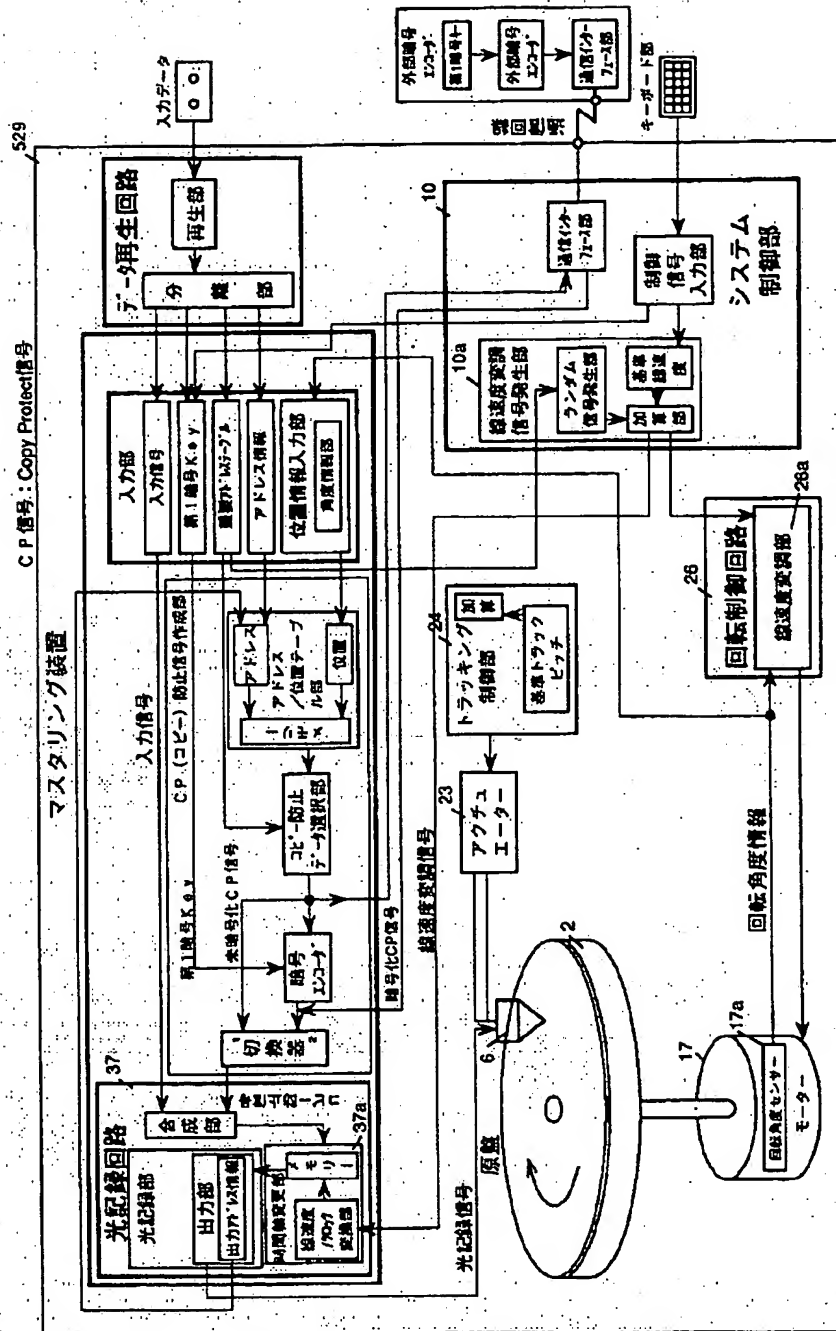 CP信号:Copy Protect信号
529
マスタリング装置
入力データ
データ再生回路
再生部
分離部
外部暗号
エンコーダ
第1暗号キー
外部暗号
エンコーダ
通信インター
フェース部
キーボード部
入力部
入力信号
第1暗号Key
重要アドレステーブル
アドレス情報
位置情報入力部
角度情報部
入力信号
CP(コピー)防止信号作成部
アドレス
アドレス
/位置テーブ
ル部
位置
コピー防止
データ選択部
第1暗号Key
未暗号化CP信号
暗号
エンコーダ
暗号化CP信号
1
切換器
2
37
光記録回路
光記録部
合成部
出力部
出力アドレス情報
時間軸変更部
37a
メモリー
線速度
/クロック
変換部
10
システム
制御部
通信インター
フェース部
制御
信号
入力部
10a
線速度変調
信号発生部
ランダム
信号発生部
基準
線速
度
加算部
線速度変調信号
24
トラッキング
制御部
加算
基準トラック
ピッチ
23
アクチュ
エーター
26
回転制御回路
26a
線速度変調部
光記録信号
原盤
6
2
回転角度情報
17
17a
回転角度センサー
モーター